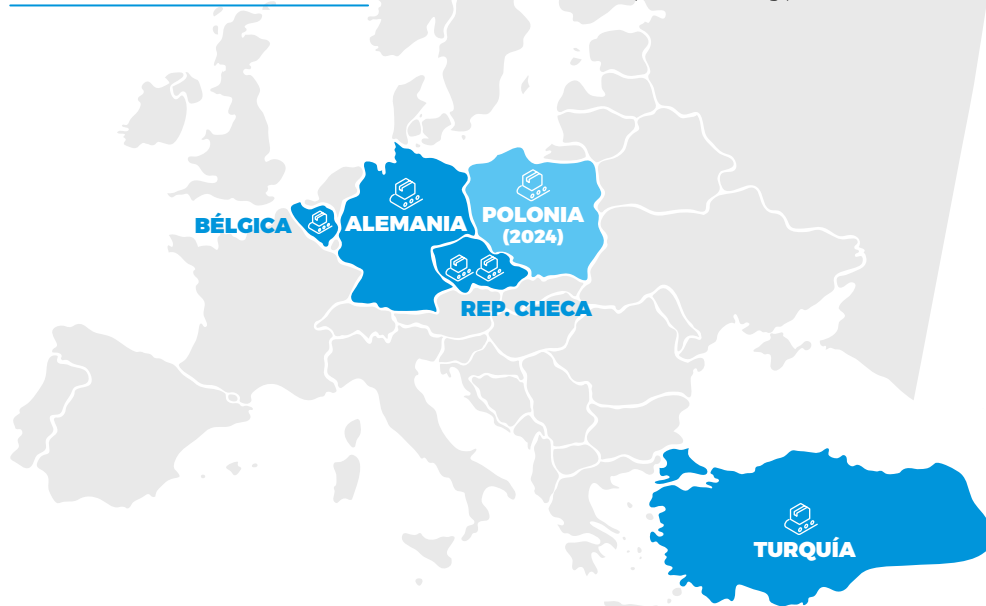 BÉLGICA
ALEMANIA
POLONIA
(2024)
REP. CHECA
TURQUÍA